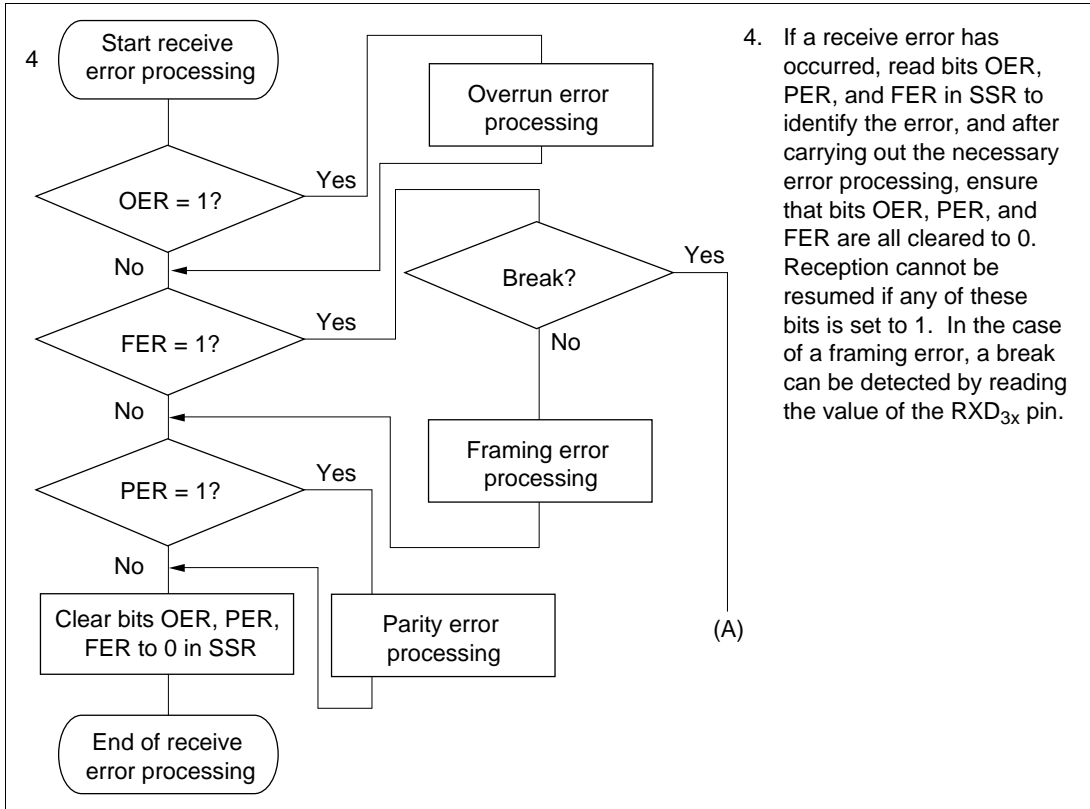 4
Start receive
error processing
OER = 1?
Yes
Overrun error
processing
No
FER = 1?
Yes
Break?
Yes
No
Framing error
processing
No
PER = 1?
Yes
Parity error
processing
No
Clear bits OER, PER,
FER to 0 in SSR
End of receive
error processing
(A)
4. If a receive error has
occurred, read bits OER,
PER, and FER in SSR to
identify the error, and after
carrying out the necessary
error processing, ensure
that bits OER, PER, and
FER are all cleared to 0.
Reception cannot be
resumed if any of these
bits is set to 1. In the case
of a framing error, a break
can be detected by reading
the value of the RXD3x pin.